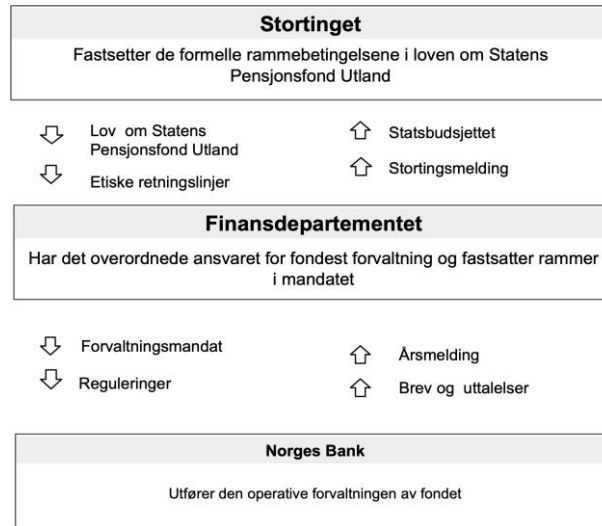 Stortinget
Fastsetter de formelle rammebetingelsene i loven om Statens
Pensjonsfond Utland
Lov om Statens
Pensjonsfond Utland
Etiske retningslinjer
Statsbudsjettet
Stortingsmelding
Finansdepartementet
Har det overordnede ansvaret for fondest forvaltning og fastsatter rammer
i mandatet
Forvaltningsmandat
Reguleringer
Årsmelding
Brev og uttalelser
Norges Bank
Utfører den operative forvaltningen av fondet